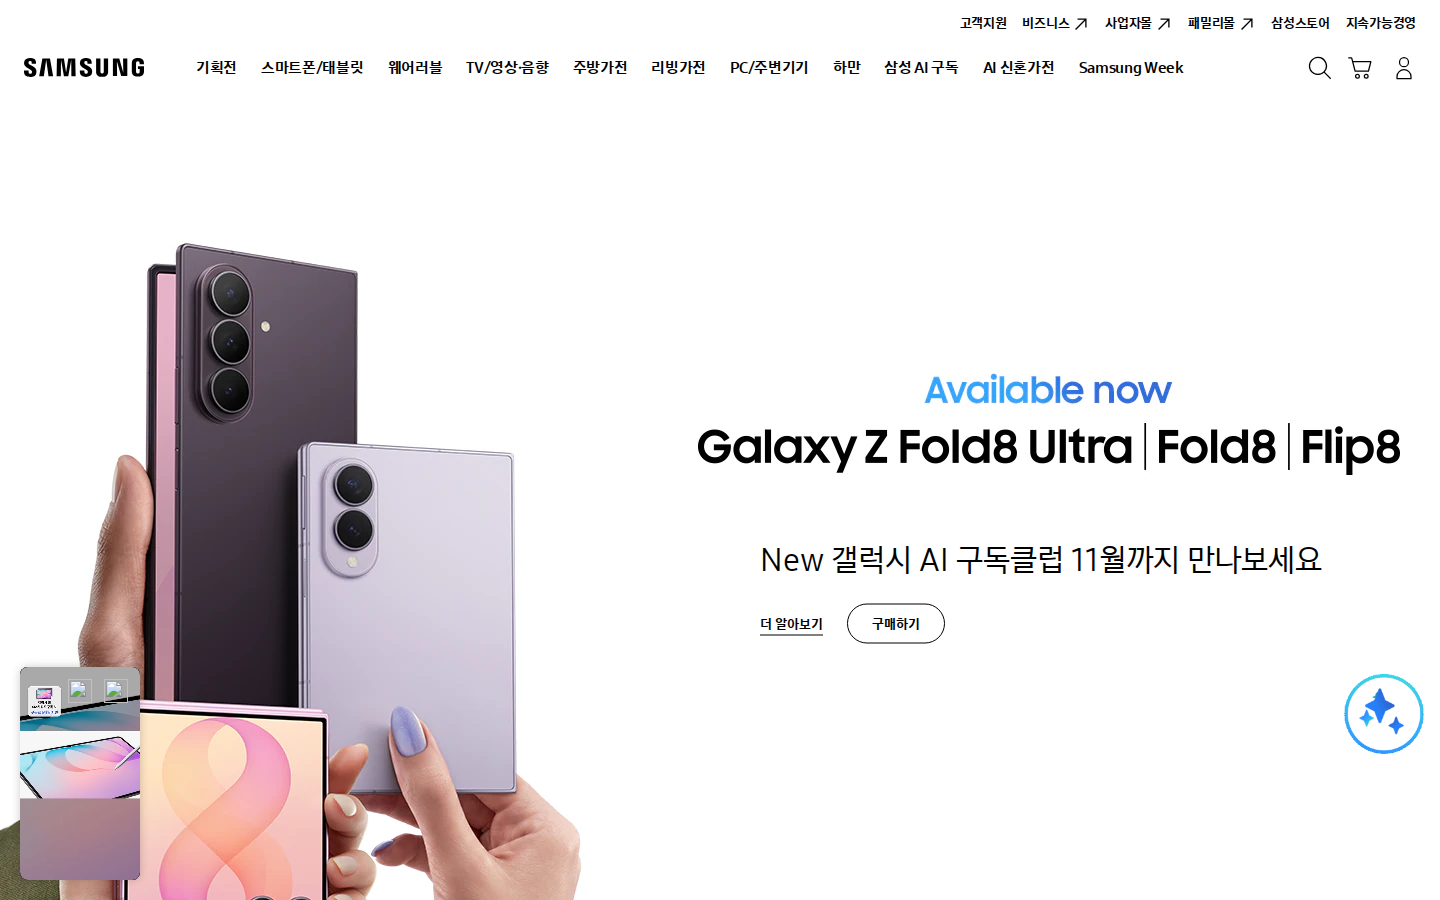 고객지원 비즈니스 사업자몰 패밀리몰 삼성스토어 지속가능경영
SAMSUNG 기획전 스마트폰/태블릿 웨어러블 TV/영상·음향 주방가전 리빙가전 PC/주변기기 하만 삼성 AI 구독 AI 신혼가전 Samsung Week
Available now
Galaxy Z Fold8 Ultra | Fold8 | Flip8
New 갤럭시 AI 구독클럽 11월까지 만나보세요
더 알아보기 구매하기